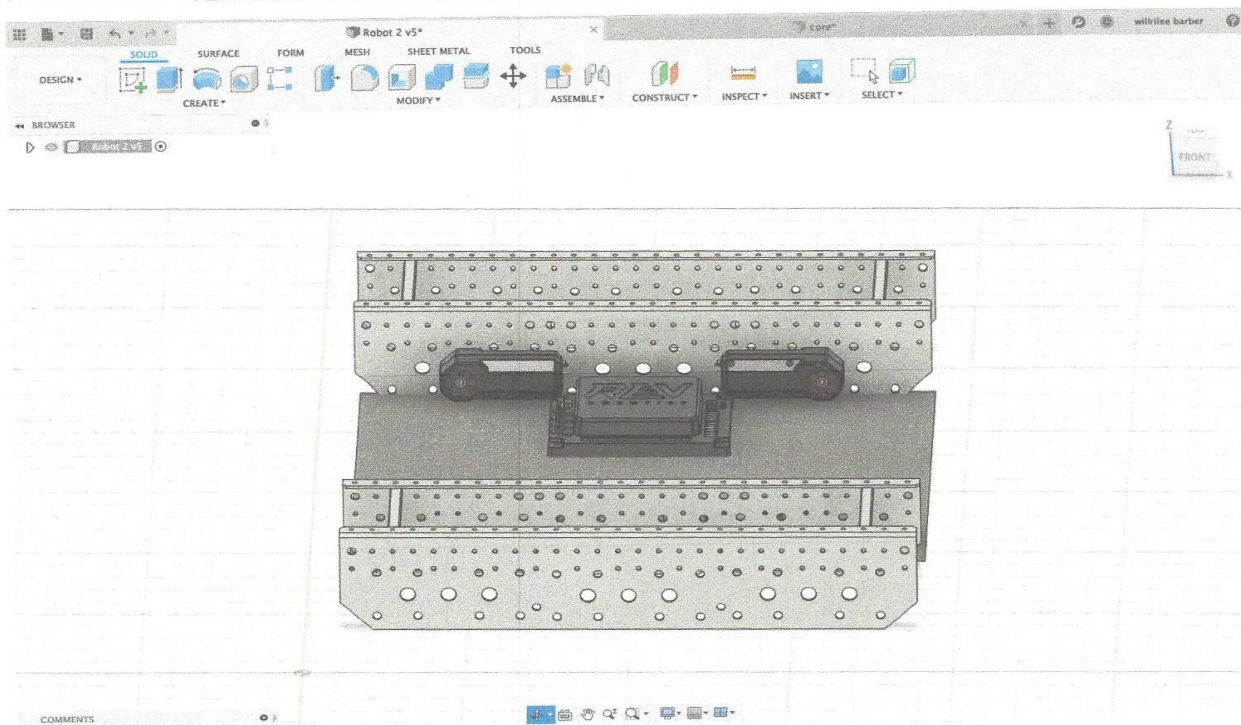 Robot 2 v5*
core*
willrilee barber
SOLID SURFACE FORM MESH SHEET METAL TOOLS
DESIGN
CREATE MODIFY ASSEMBLE CONSTRUCT INSPECT INSERT SELECT
BROWSER
Robot 2 v5
Z
FRONT
X
REV
ROBOTICS
COMMENTS